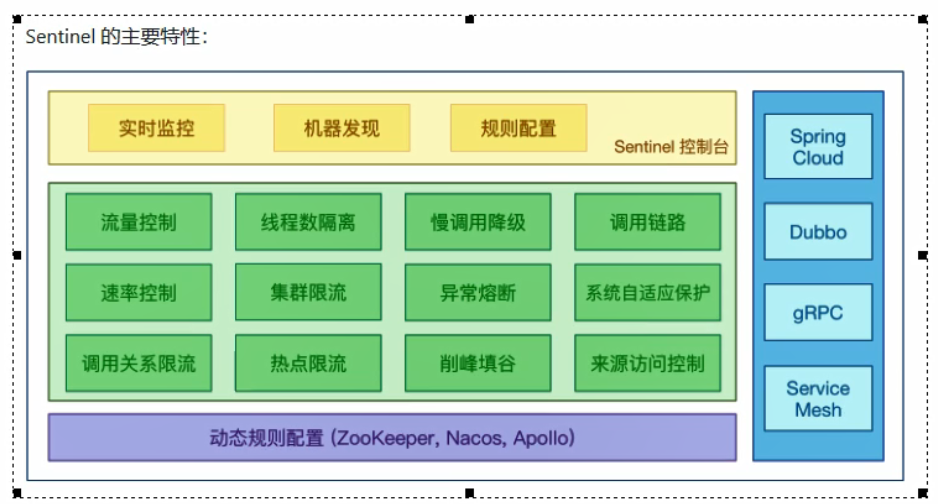 Sentinel 的主要特性：
实时监控
机器发现
规则配置
Sentinel 控制台
流量控制
线程数隔离
慢调用降级
调用链路
速率控制
集群限流
异常熔断
系统自适应保护
调用关系限流
热点限流
削峰填谷
来源访问控制
动态规则配置 (ZooKeeper, Nacos, Apollo)
Spring
Cloud
Dubbo
gRPC
Service
Mesh